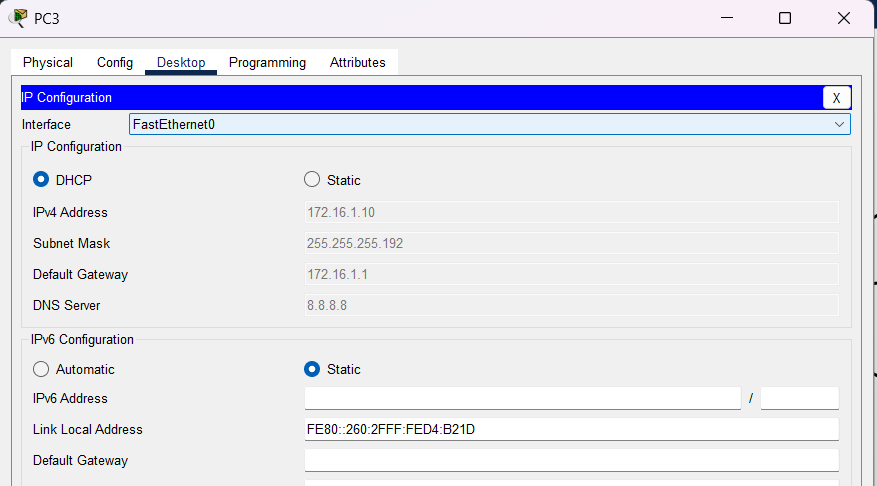 PC3
Physical Config Desktop Programming Attributes
IP Configuration X
Interface FastEthernet0
IP Configuration
DHCP Static
IPv4 Address 172.16.1.10
Subnet Mask 255.255.255.192
Default Gateway 172.16.1.1
DNS Server 8.8.8.8
IPv6 Configuration
Automatic Static
IPv6 Address /
Link Local Address FE80::260:2FFF:FED4:B21D
Default Gateway